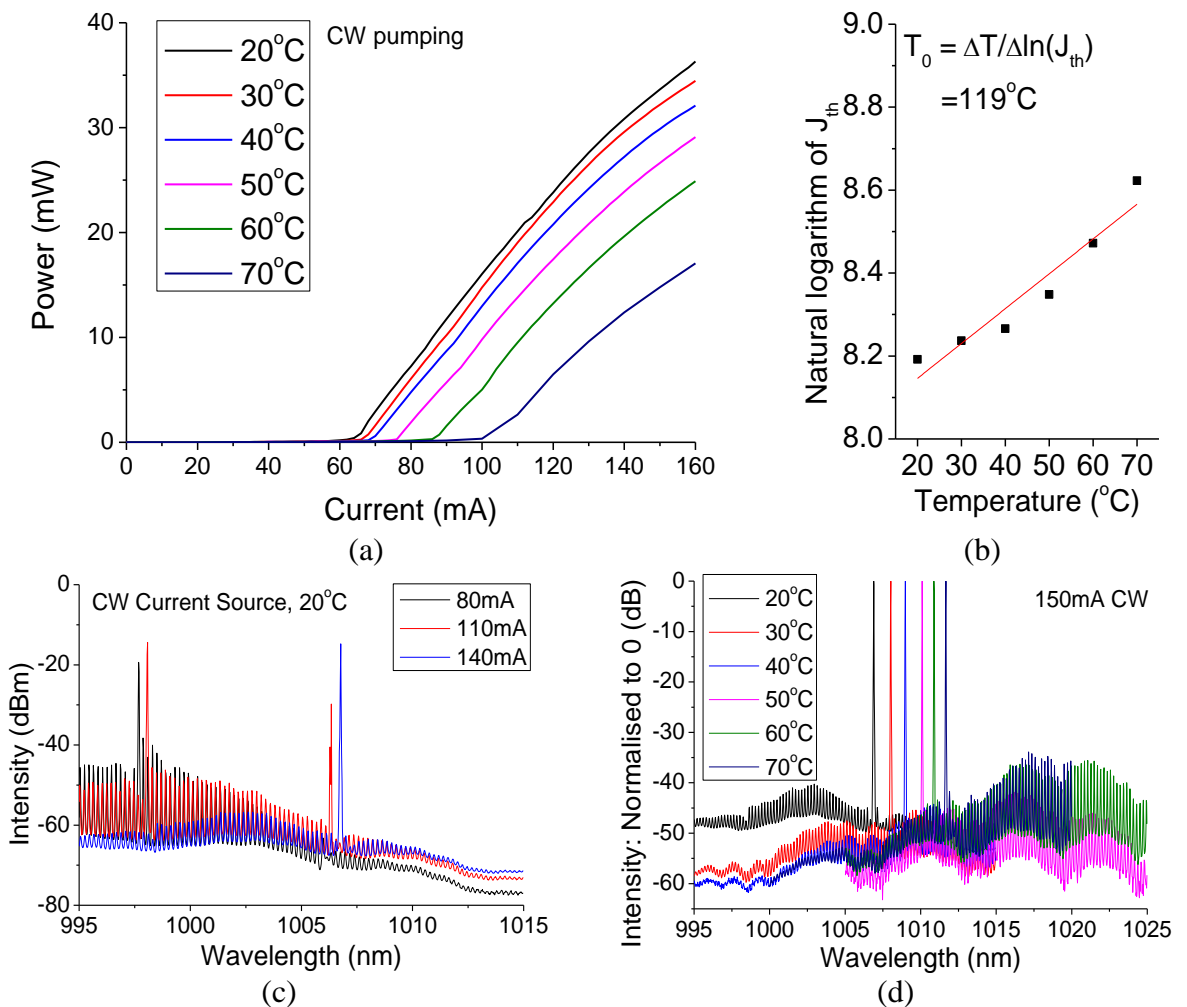 CW pumping
20°C
30°C
40°C
50°C
60°C
70°C
Power (mW)
40
30
20
10
0
0 20 40 60 80 100 120 140 160
Current (mA)
(a)
T₀ = ΔT/Δln(Jₜₕ)
=119°C
Natural logarithm of Jₜₕ
9.0
8.8
8.6
8.4
8.2
8.0
20 30 40 50 60 70
Temperature (°C)
(b)
CW Current Source, 20°C
80mA
110mA
140mA
Intensity (dBm)
0
-20
-40
-60
-80
995 1000 1005 1010 1015
Wavelength (nm)
(c)
20°C
30°C
40°C
50°C
60°C
70°C
150mA CW
Intensity: Normalised to 0 (dB)
0
-10
-20
-30
-40
-50
-60
995 1000 1005 1010 1015 1020 1025
Wavelength (nm)
(d)